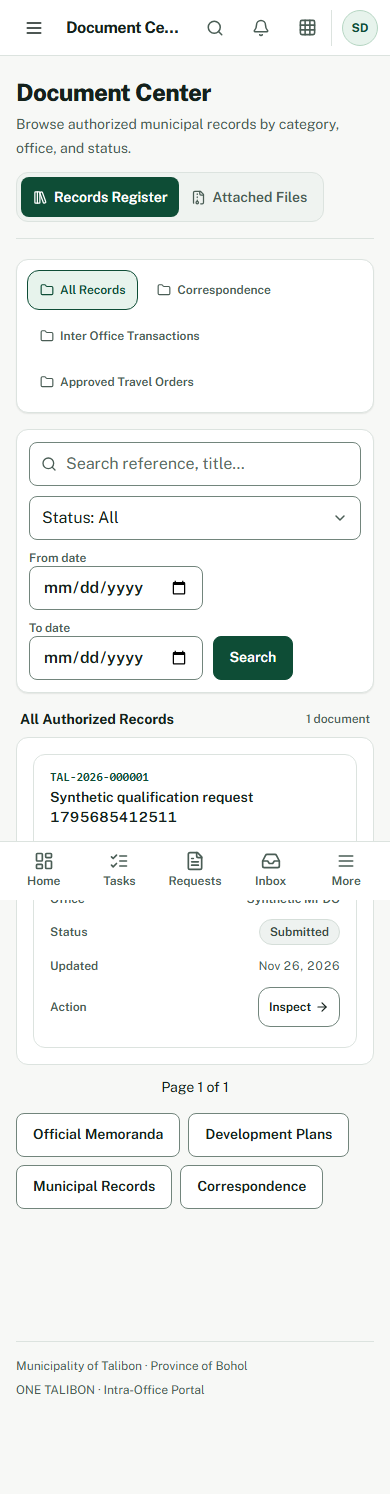 Document Ce...
SD
Document Center
Browse authorized municipal records by category,
office, and status.
Records Register
Attached Files
All Records
Correspondence
Inter Office Transactions
Approved Travel Orders
Search reference, title...
Status: All
From date
mm/dd/yyyy
To date
mm/dd/yyyy
Search
All Authorized Records
1 document
TAL-2026-000001
Synthetic qualification request
1795685412511
Home
Tasks
Requests
Inbox
More
Office
Synthetic MPDO
Status
Submitted
Updated
Nov 26, 2026
Action
Inspect →
Page 1 of 1
Official Memoranda
Development Plans
Municipal Records
Correspondence
Municipality of Talibon · Province of Bohol
ONE TALIBON · Intra-Office Portal